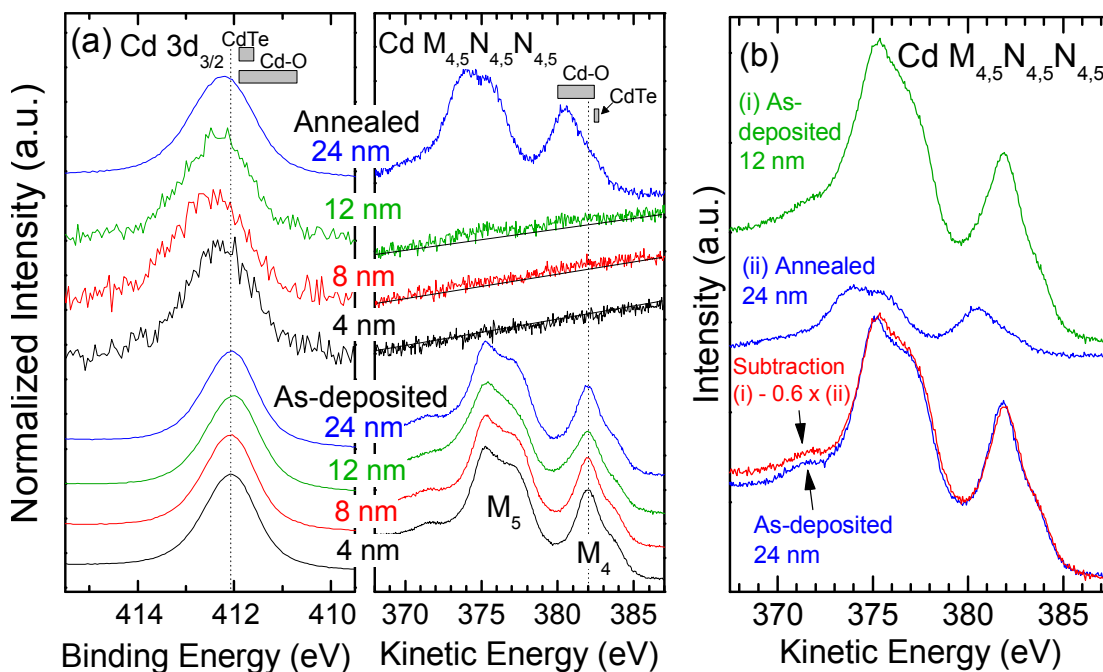 (a)
Cd 3d3/2
CdTe
Cd-O
Cd M4,5N4,5N4,5
Cd-O
CdTe
Annealed
24 nm
12 nm
8 nm
4 nm
As-deposited
24 nm
12 nm
8 nm
4 nm
M5
M4
Normalized Intensity (a.u.)
414 412 410
Binding Energy (eV)
370 375 380 385
Kinetic Energy (eV)
(b)
Cd M4,5N4,5N4,5
(i) As-
deposited
12 nm
(ii) Annealed
24 nm
Subtraction
(i) - 0.6 x (ii)
As-deposited
24 nm
Intensity (a.u.)
370 375 380 385
Kinetic Energy (eV)